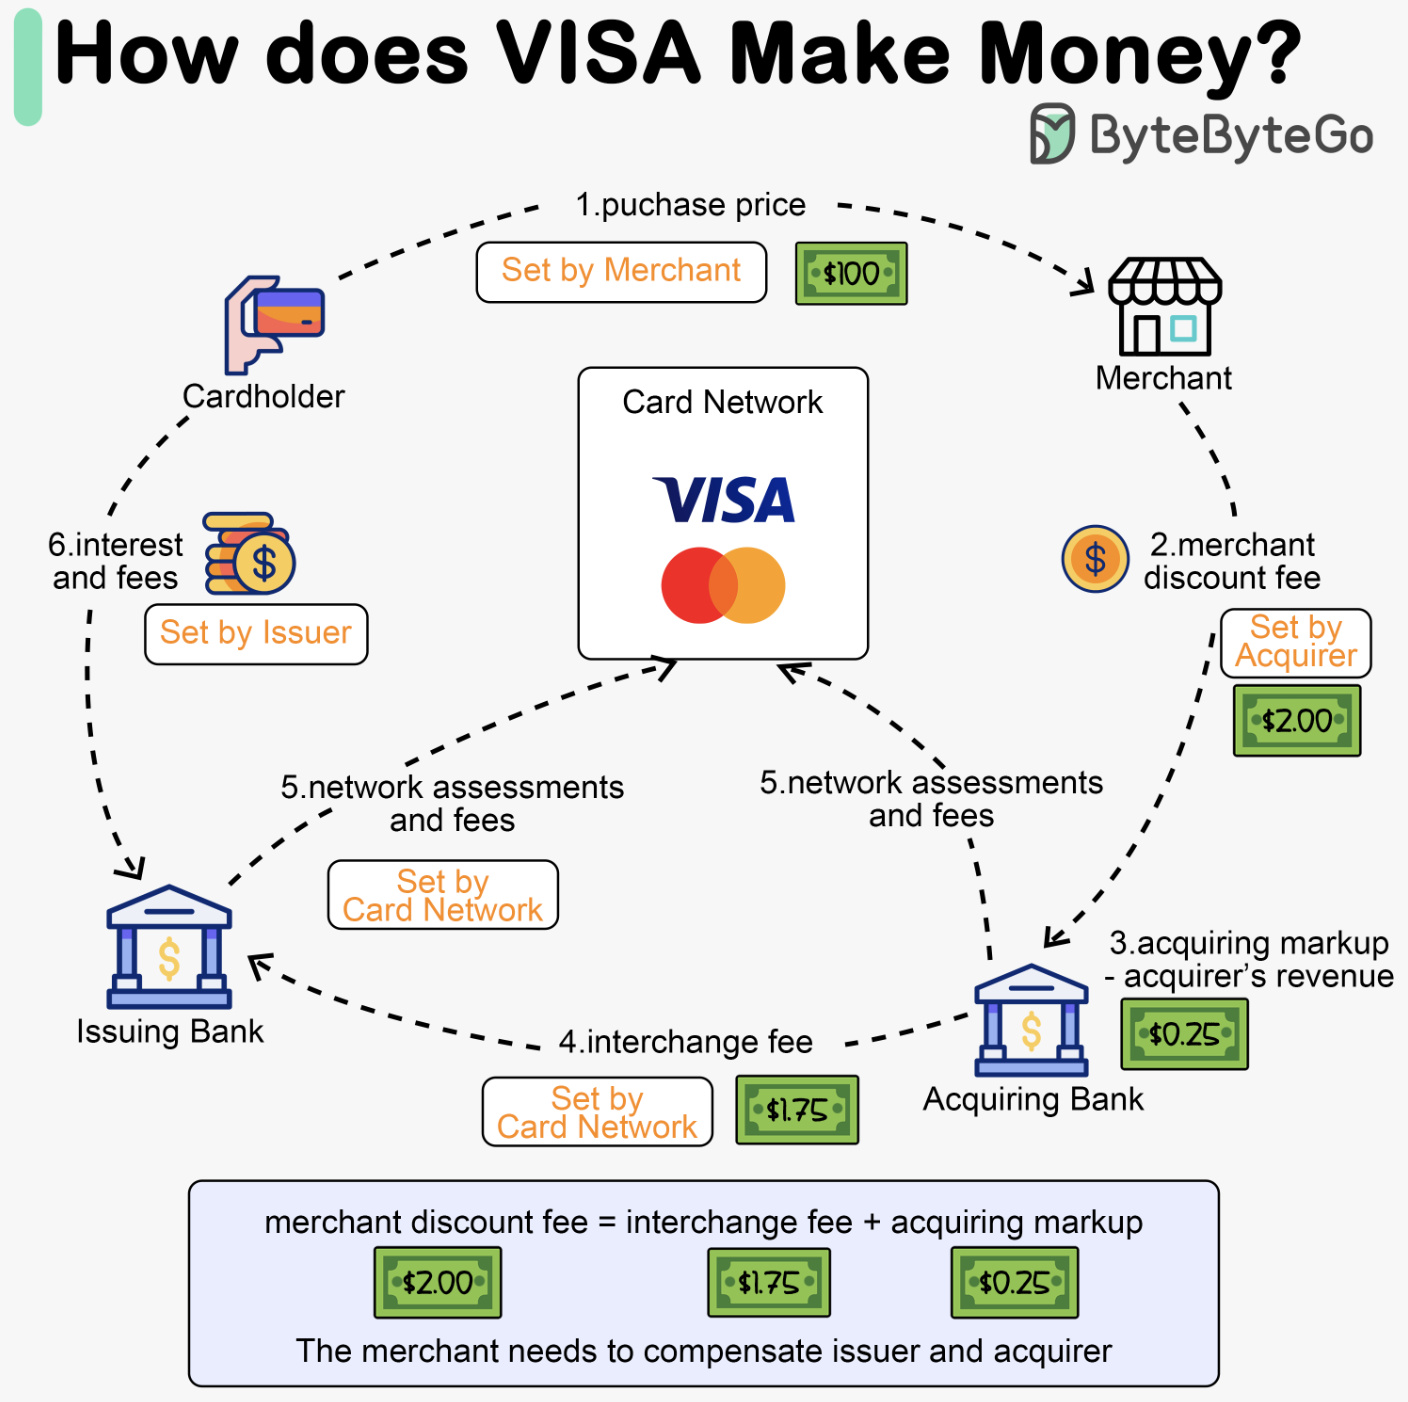 How does VISA Make Money?
ByteByteGo
1.puchase price
Set by Merchant
$100
Cardholder
Merchant
Card Network
VISA
6.interest
and fees
$
Set by Issuer
$
2.merchant
discount fee
Set by
Acquirer
$2.00
5.network assessments
and fees
Set by
Card Network
5.network assessments
and fees
3.acquiring markup
- acquirer’s revenue
$0.25
$
Issuing Bank
$
Acquiring Bank
4.interchange fee
Set by
Card Network
$1.75
merchant discount fee = interchange fee + acquiring markup
$2.00 $1.75 $0.25
The merchant needs to compensate issuer and acquirer